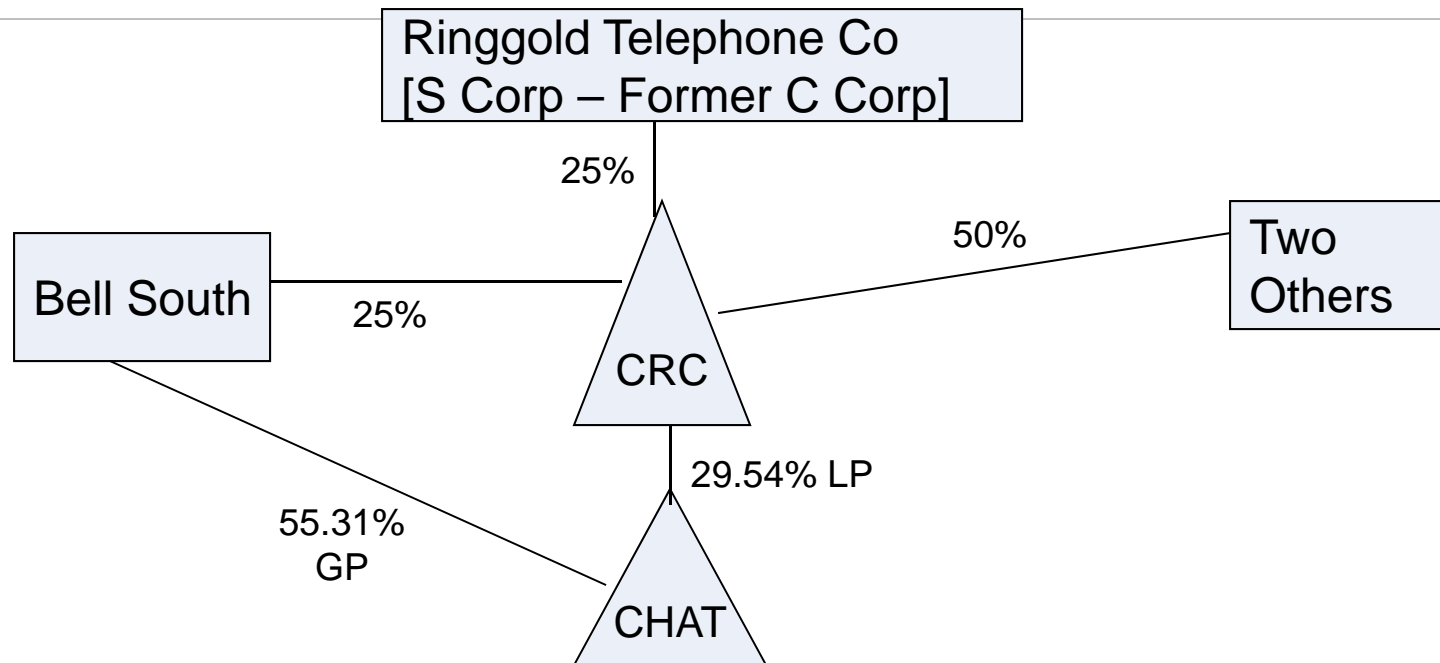 Ringgold Telephone Co
[S Corp – Former C Corp]
25%
50%
Two
Others
Bell South
25%
CRC
29.54% LP
55.31%
GP
CHAT